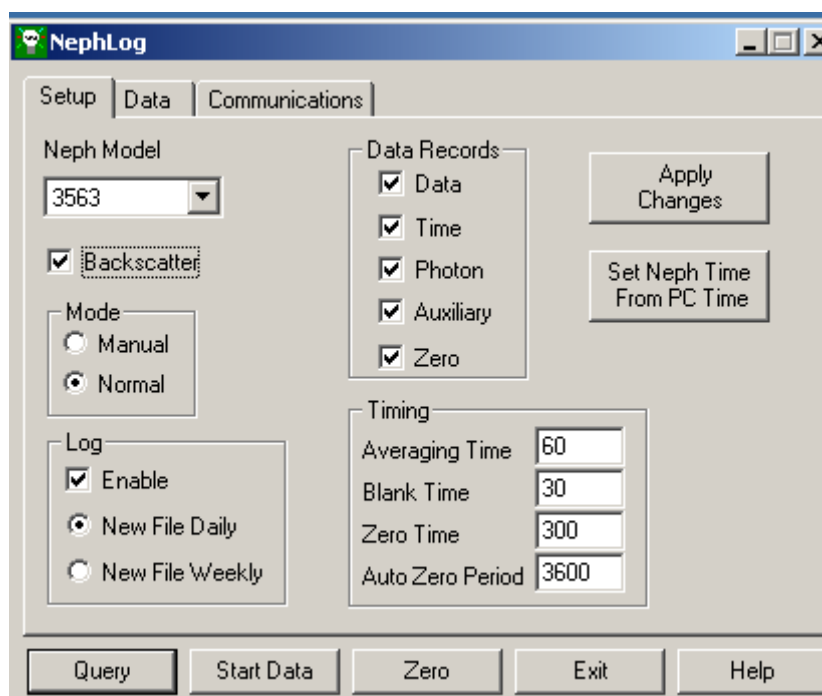 NephLog
Setup Data Communications
Neph Model
3563
Backscatter
Mode
Manual
Normal
Log
Enable
New File Daily
New File Weekly
Data Records
Data
Time
Photon
Auxiliary
Zero
Timing
Averaging Time 60
Blank Time 30
Zero Time 300
Auto Zero Period 3600
Apply
Changes
Set Neph Time
From PC Time
Query Start Data Zero Exit Help